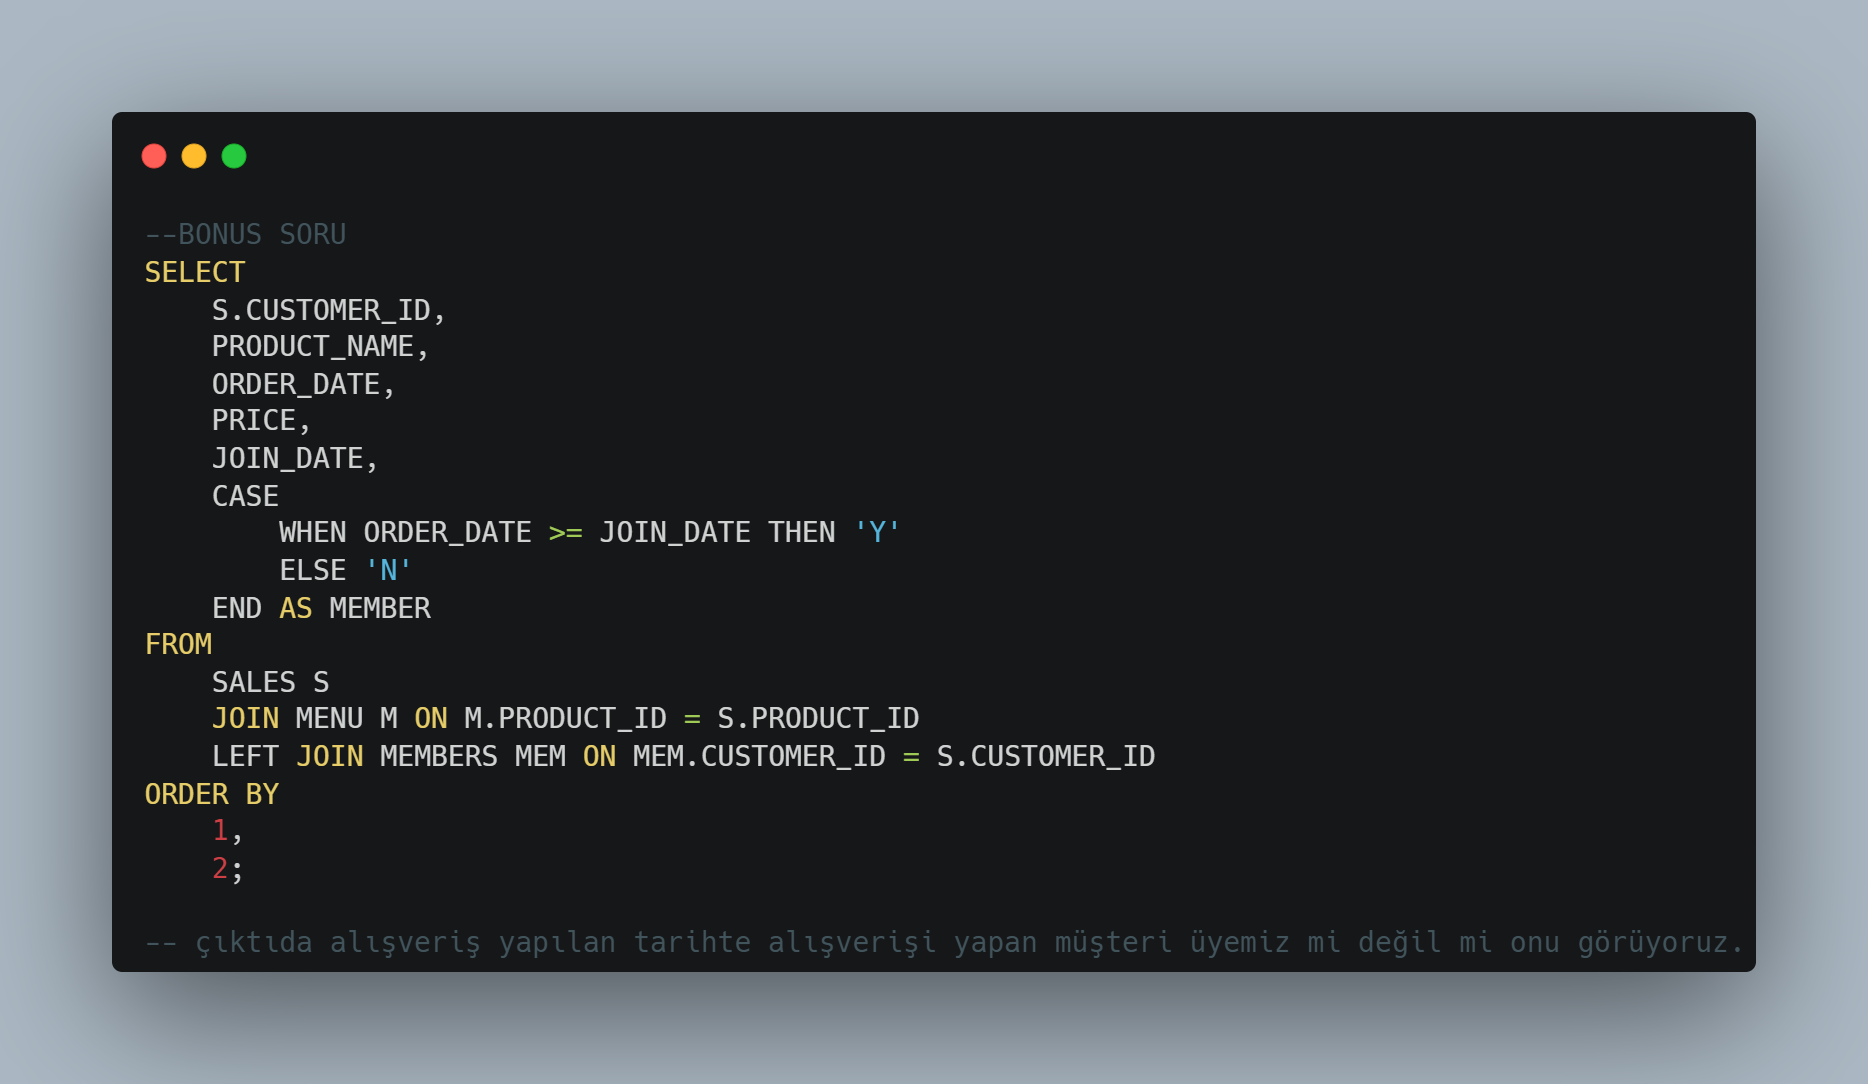 --BONUS SORU
SELECT
    S.CUSTOMER_ID,
    PRODUCT_NAME,
    ORDER_DATE,
    PRICE,
    JOIN_DATE,
    CASE
        WHEN ORDER_DATE >= JOIN_DATE THEN 'Y'
        ELSE 'N'
    END AS MEMBER
FROM
    SALES S
    JOIN MENU M ON M.PRODUCT_ID = S.PRODUCT_ID
    LEFT JOIN MEMBERS MEM ON MEM.CUSTOMER_ID = S.CUSTOMER_ID
ORDER BY
    1,
    2;
-- çıktıda alışveriş yapılan tarihte alışverişi yapan müşteri üyemiz mi değil mi onu görüyoruz.